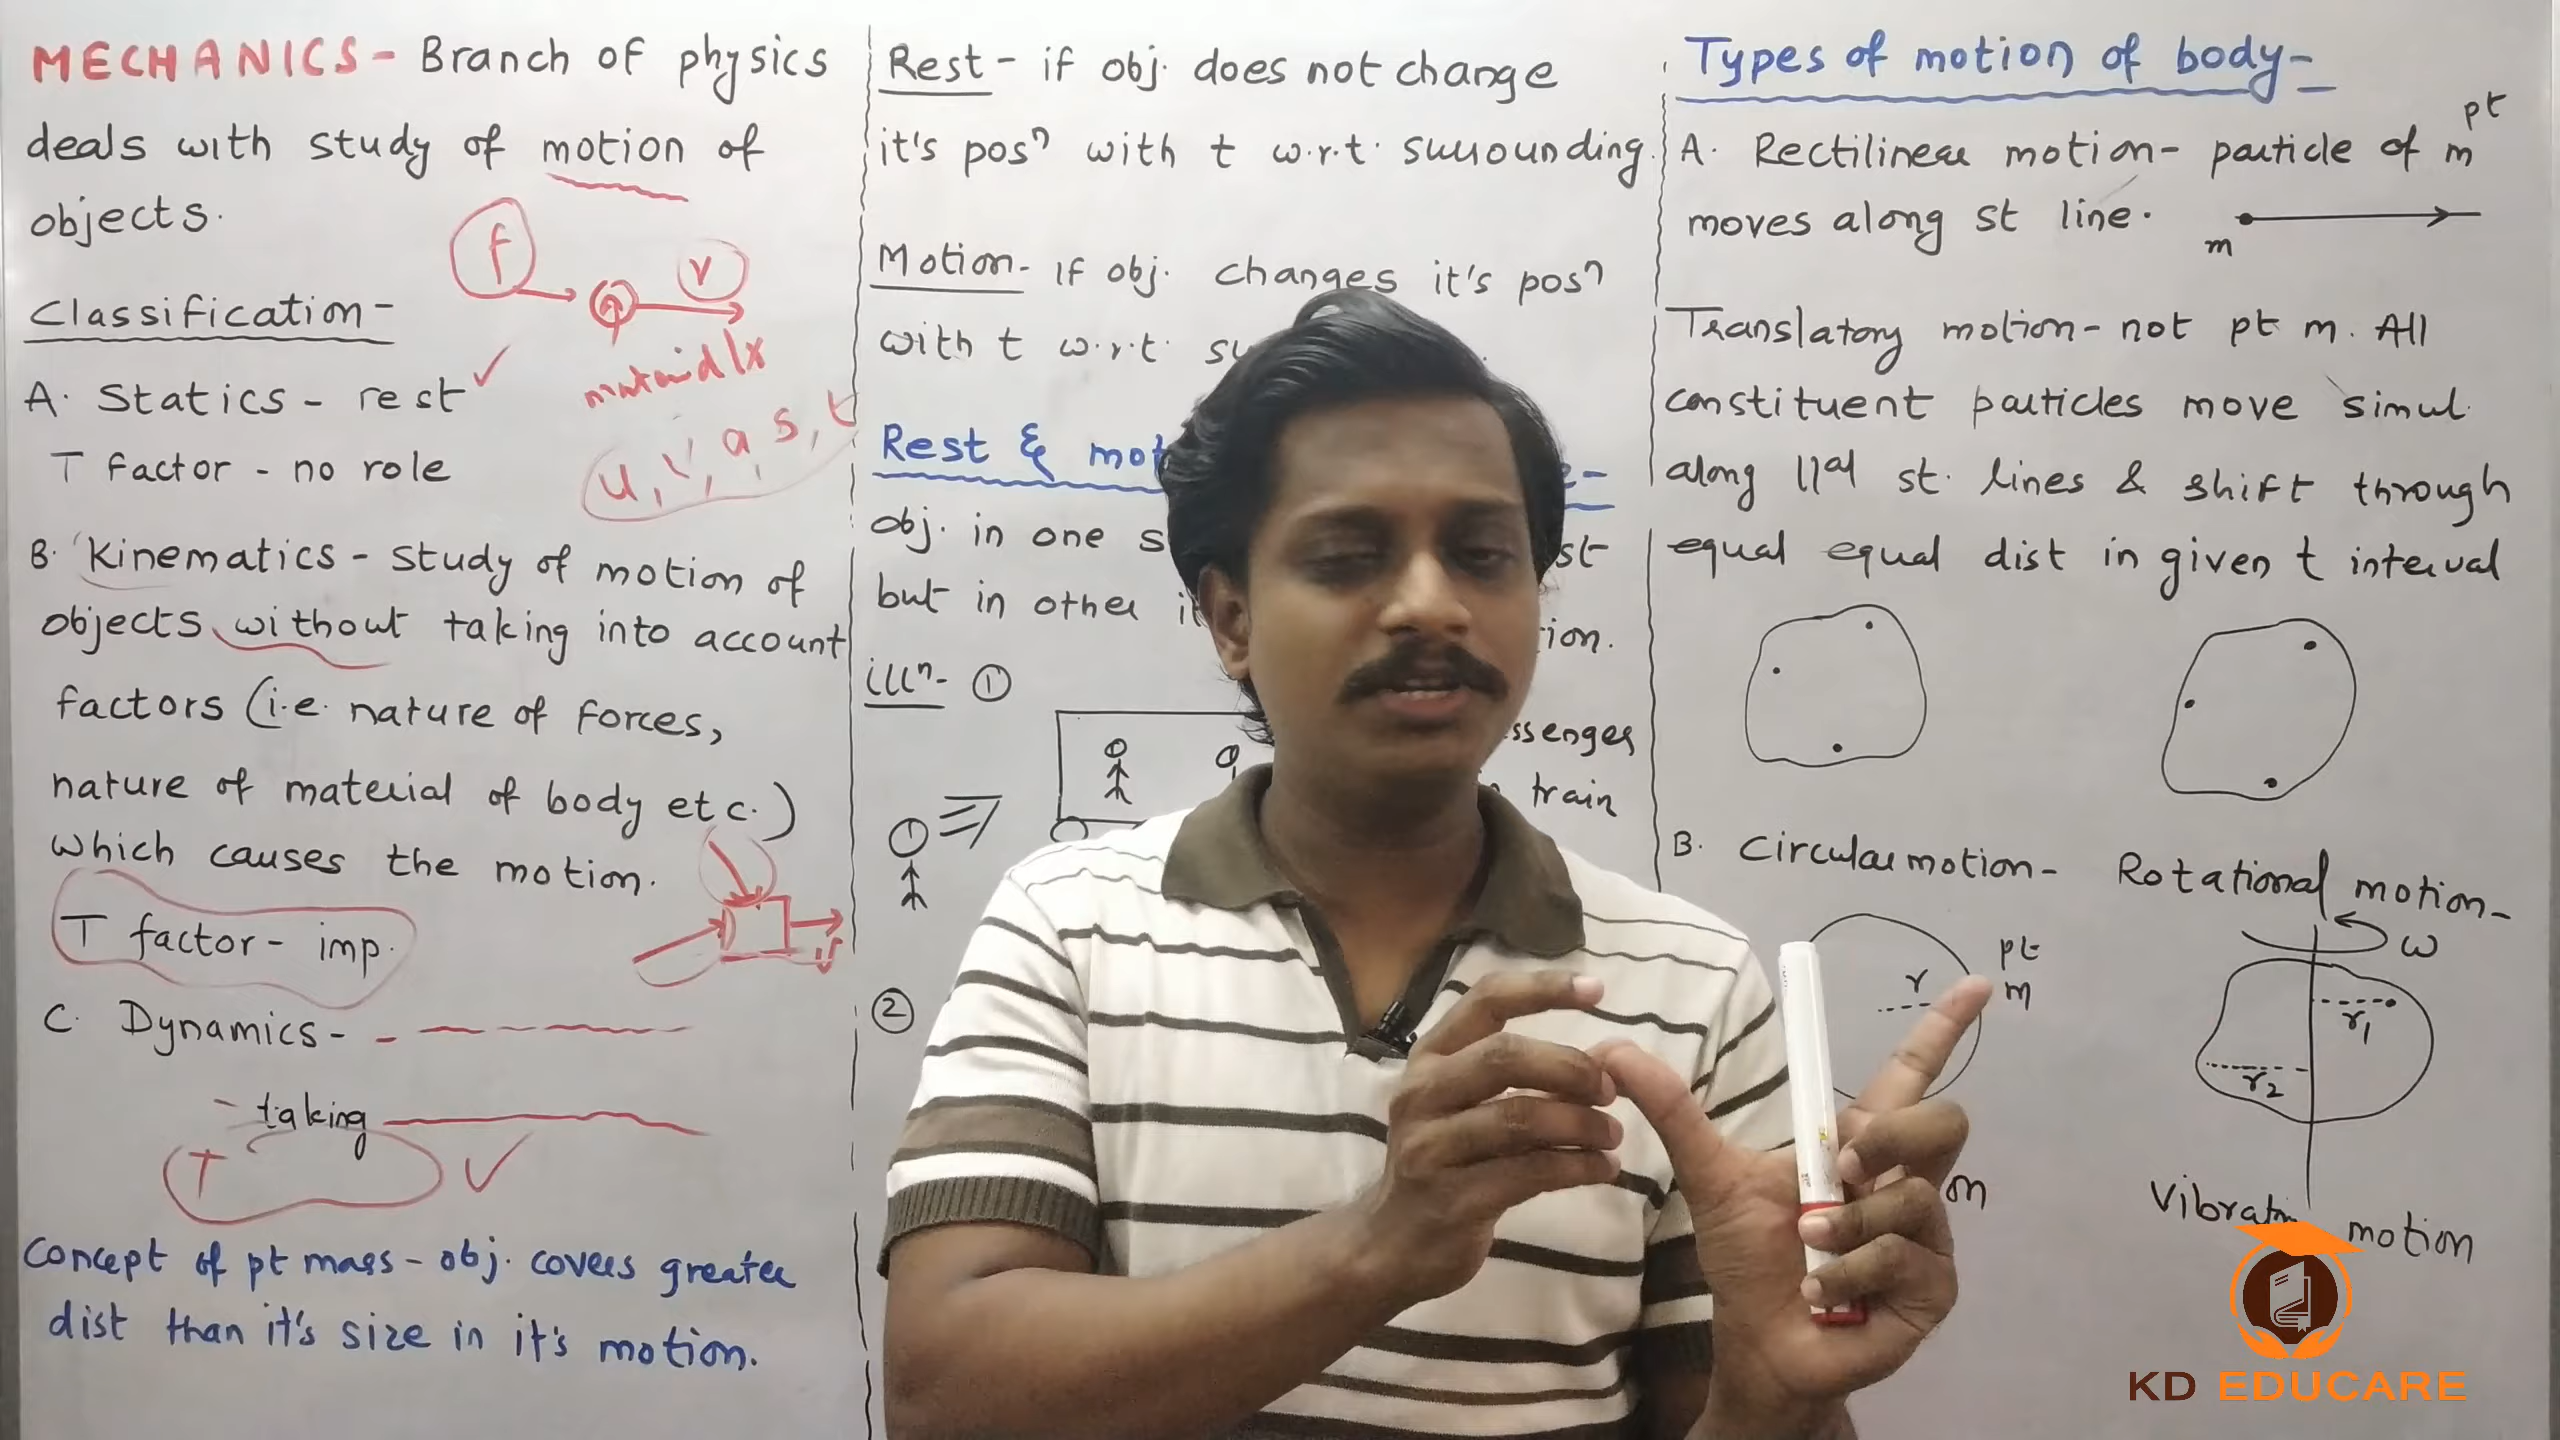 MECHANICS - Branch of physics
deals with study of motion of
objects.
f
v
Classification -
A. Statics - rest
T factor - no role
u, v, a, s, t
B. Kinematics - study of motion of
objects without taking into account
factors (i.e. nature of forces,
nature of material of body etc.)
which causes the motion.
T factor - imp.
C. Dynamics -
- taking
T
Concept of pt mass - obj. covers greater
dist than it's size in it's motion.
Rest - if obj. does not change
it's posn with t w.r.t. surrounding.
Motion - If obj. changes it's posn
with t w.r.t.
Rest & mot
obj. in one s
st
but in other i
ion.
illn - ①
ssenges
train
②
Types of motion of body -
A. Rectilinear motion - particle of pt m
moves along st line.
m
Translatory motion - not pt m. All
constituent particles move simul.
along llal st. lines & shift through
equal equal dist in given t interval
B. Circular motion - Rotational motion -
r
pt
m
ω
r1
r2
on
Vibratn motion
KD EDUCARE